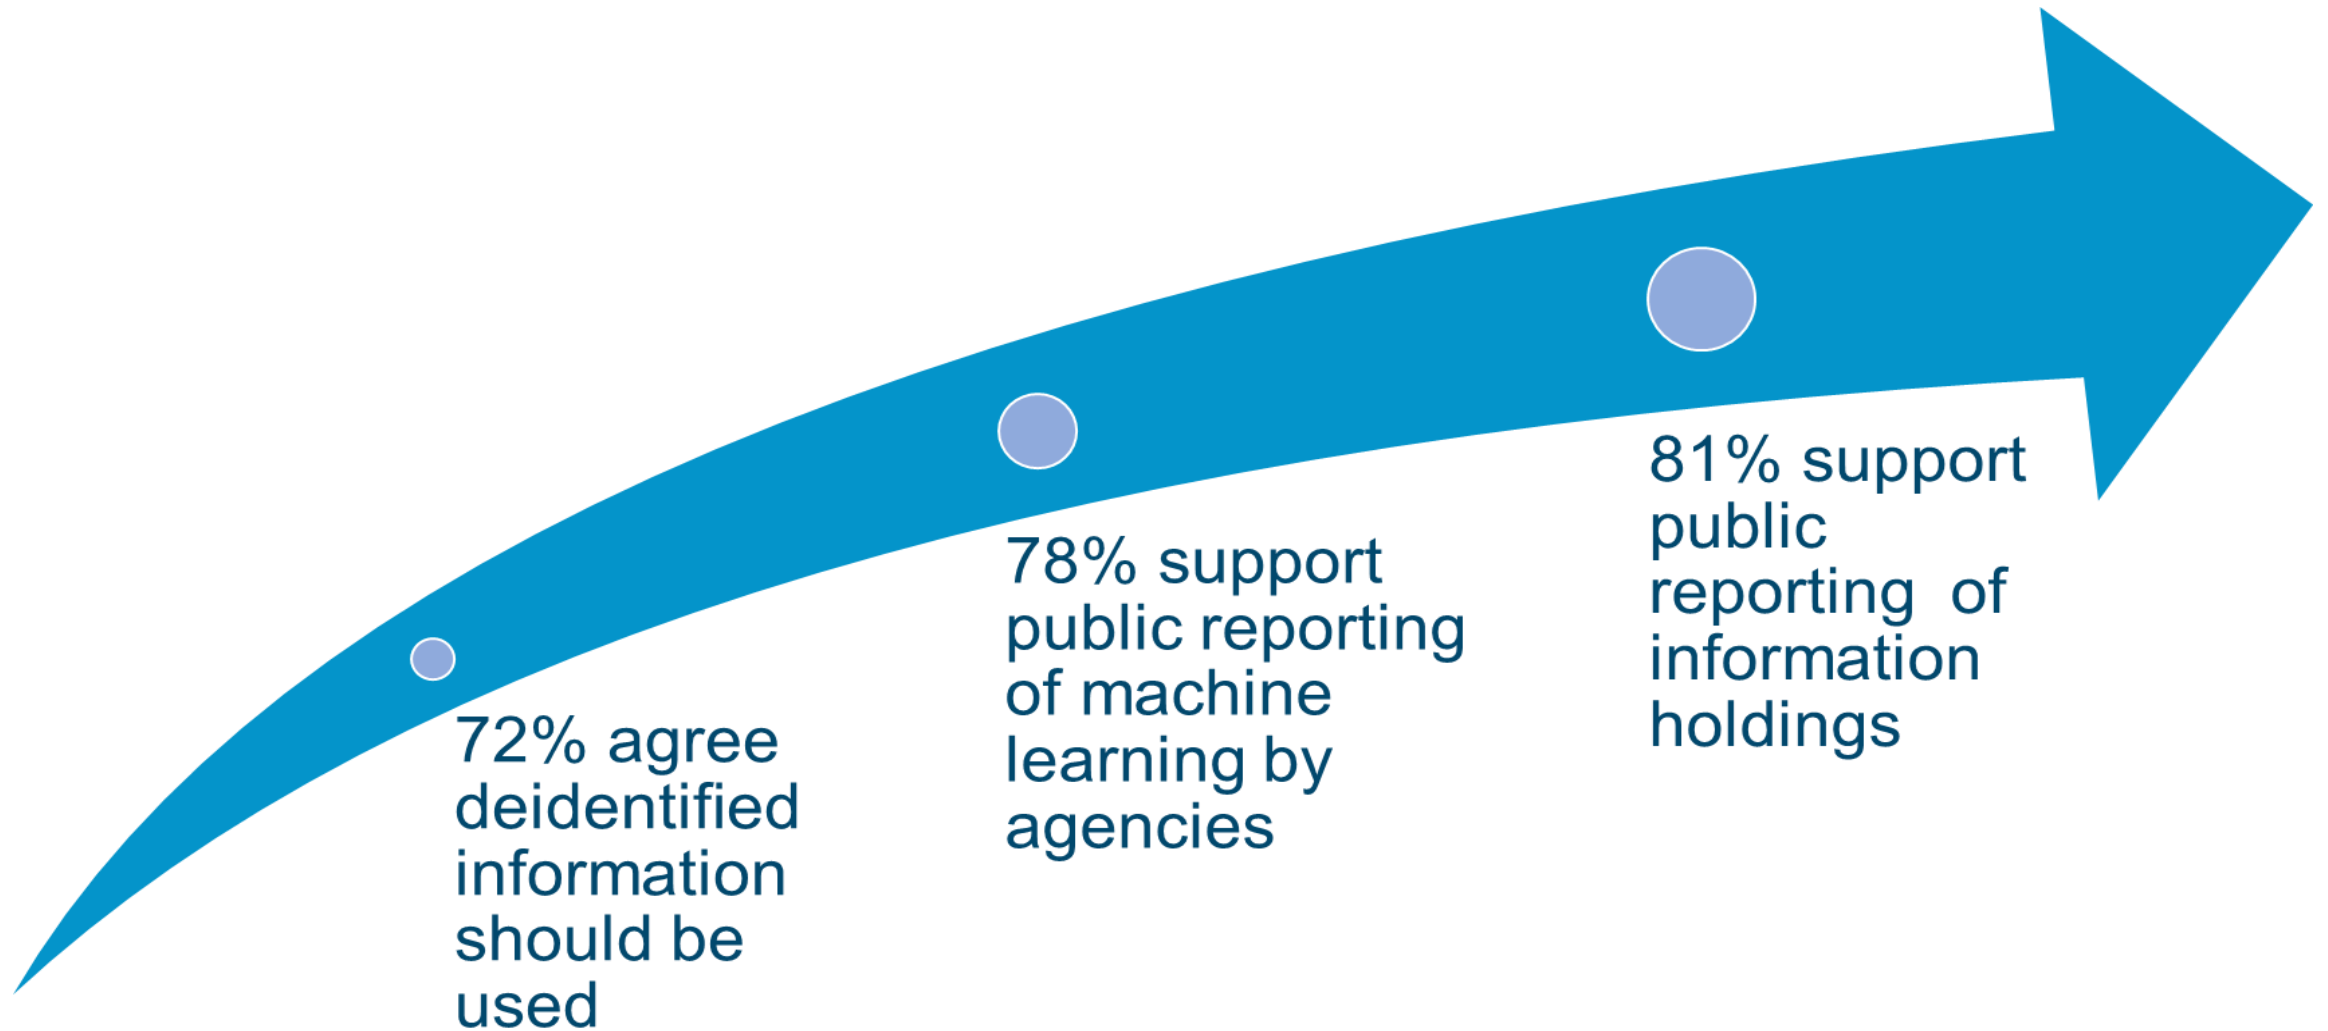 72% agree
deidentified
information
should be
used
78% support
public reporting
of machine
learning by
agencies
81% support
public
reporting  of
information
holdings